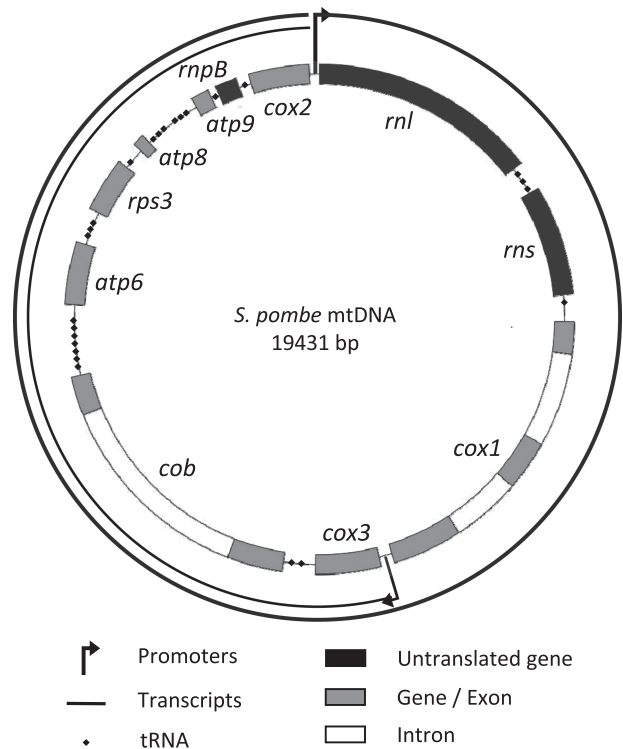 rnpB
cox2
rnl
atp9
atp8
rps3
rns
atp6
S. pombe mtDNA
19431 bp
cox1
cob
cox3
Promoters
Untranslated gene
Transcripts
Gene / Exon
tRNA
Intron